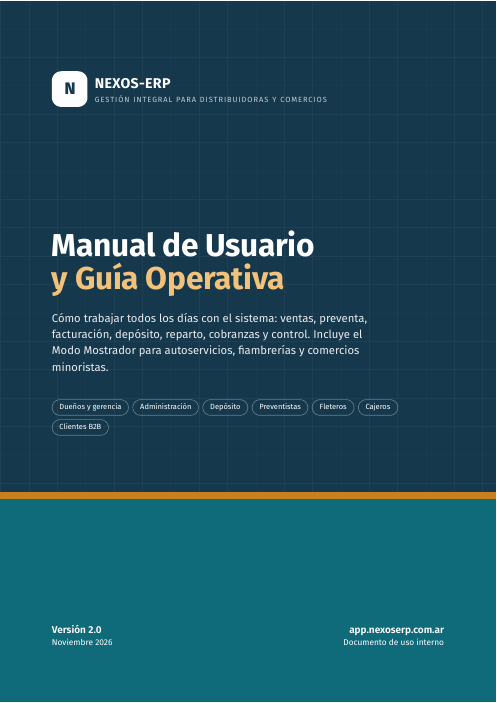 N
NEXOS-ERP
GESTIÓN INTEGRAL PARA DISTRIBUIDORAS Y COMERCIOS
Manual de Usuario
y Guía Operativa
Cómo trabajar todos los días con el sistema: ventas, preventa,
facturación, depósito, reparto, cobranzas y control. Incluye el
Modo Mostrador para autoservicios, fiambrerías y comercios
minoristas.
Dueños y gerencia Administración Depósito Preventistas Fleteros Cajeros
Clientes B2B
Versión 2.0
Noviembre 2026
app.nexoserp.com.ar
Documento de uso interno